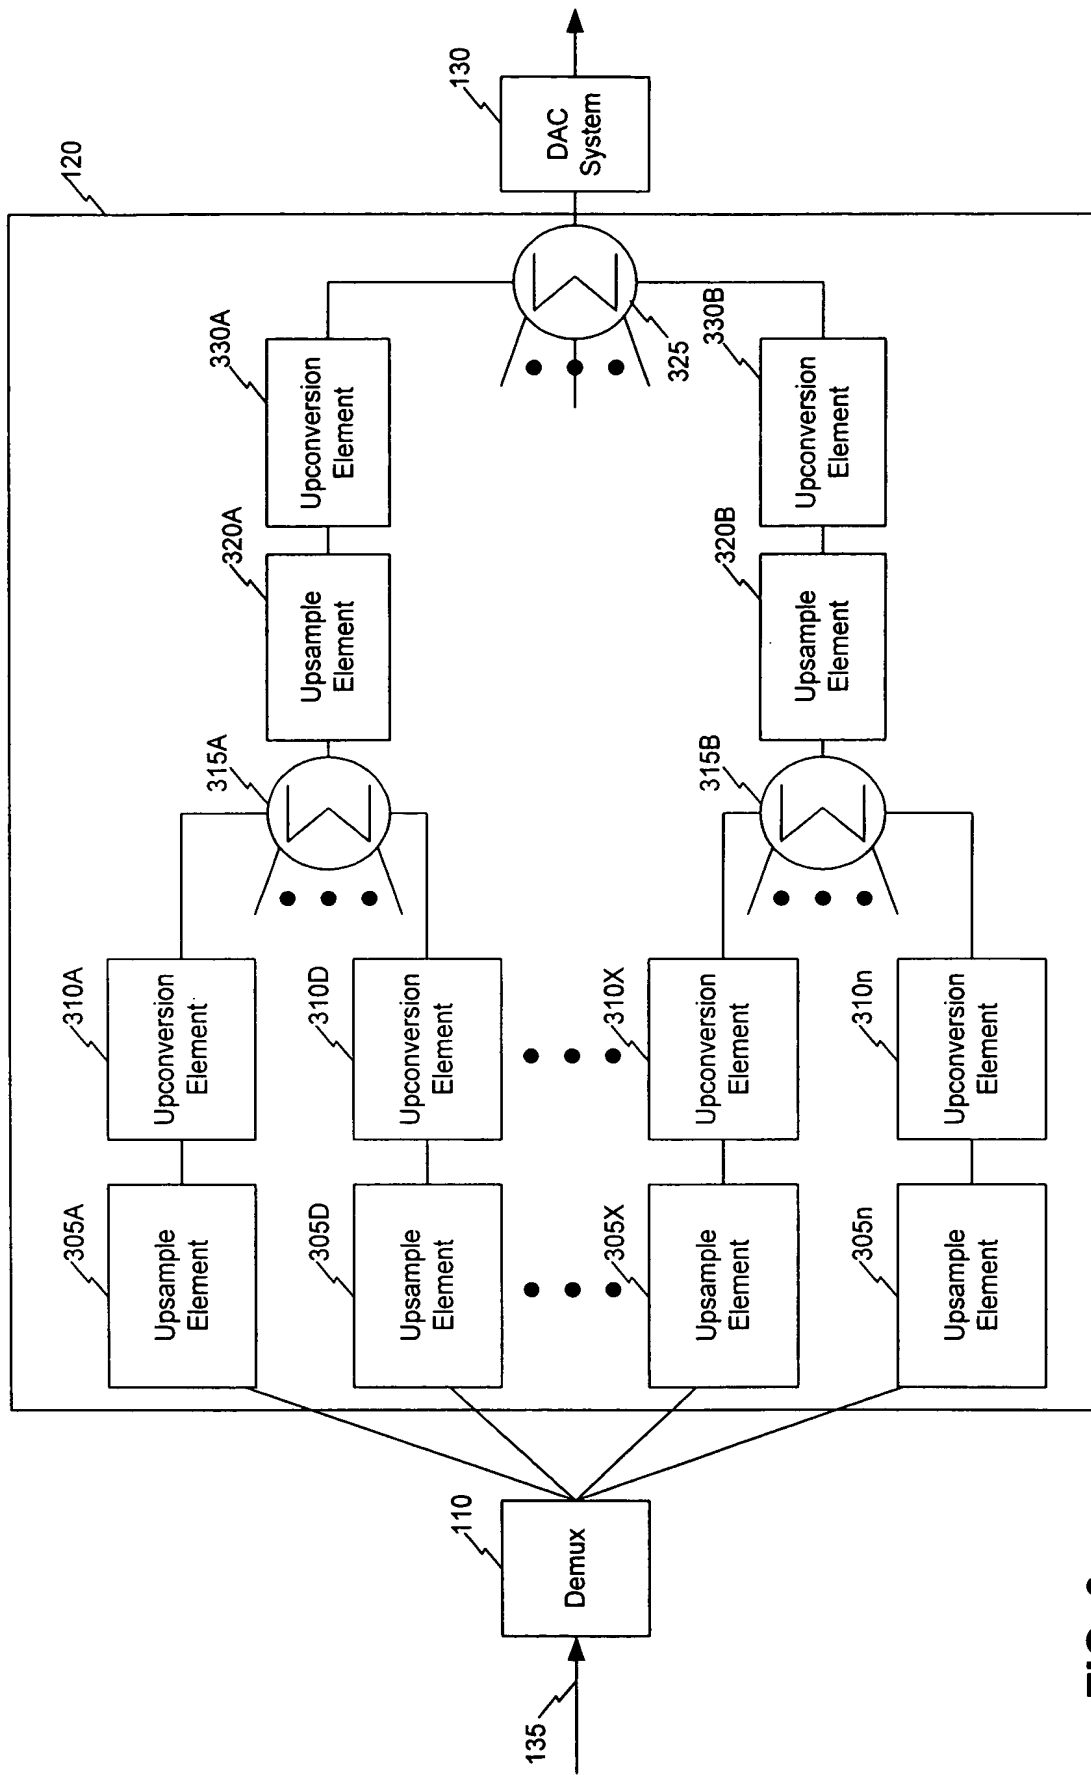 120
130
DAC
System
330A
Upconversion
Element
320A
Upsample
Element
315A
Σ
310A
Upconversion
Element
305A
Upsample
Element
310D
Upconversion
Element
305D
Upsample
Element
325
Σ
110
Demux
135
310X
Upconversion
Element
305X
Upsample
Element
330B
Upconversion
Element
320B
Upsample
Element
315B
Σ
310n
Upconversion
Element
305n
Upsample
Element